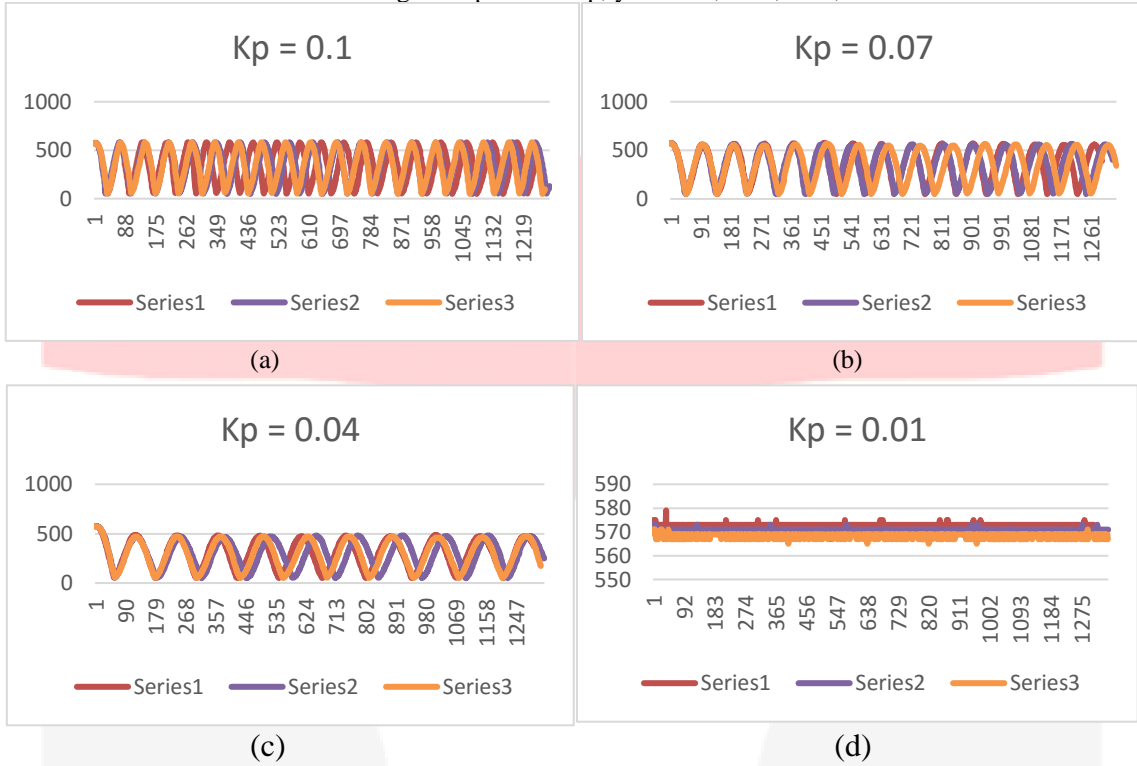 Kp = 0.1
1000
500
0
1 88 175 262 349 436 523 610 697 784 871 958 1045 1132 1219
Series1 Series2 Series3
(a)
Kp = 0.07
1000
500
0
1 91 181 271 361 451 541 631 721 811 901 991 1081 1171 1261
Series1 Series2 Series3
(b)
Kp = 0.04
1000
500
0
1 90 179 268 357 446 535 624 713 802 891 980 1069 1158 1247
Series1 Series2 Series3
(c)
Kp = 0.01
590
580
570
560
550
1 92 183 274 365 456 547 638 729 820 911 1002 1093 1184 1275
Series1 Series2 Series3
(d)